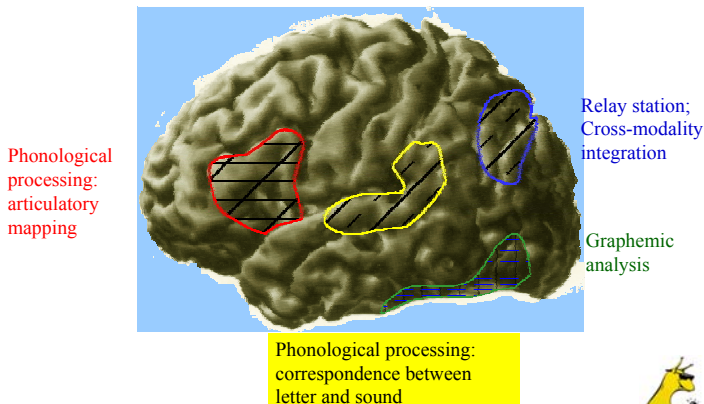 Phonological
processing:
articulatory
mapping
Relay station;
Cross-modality
integration
Graphemic
analysis
Phonological processing:
correspondence between
letter and sound